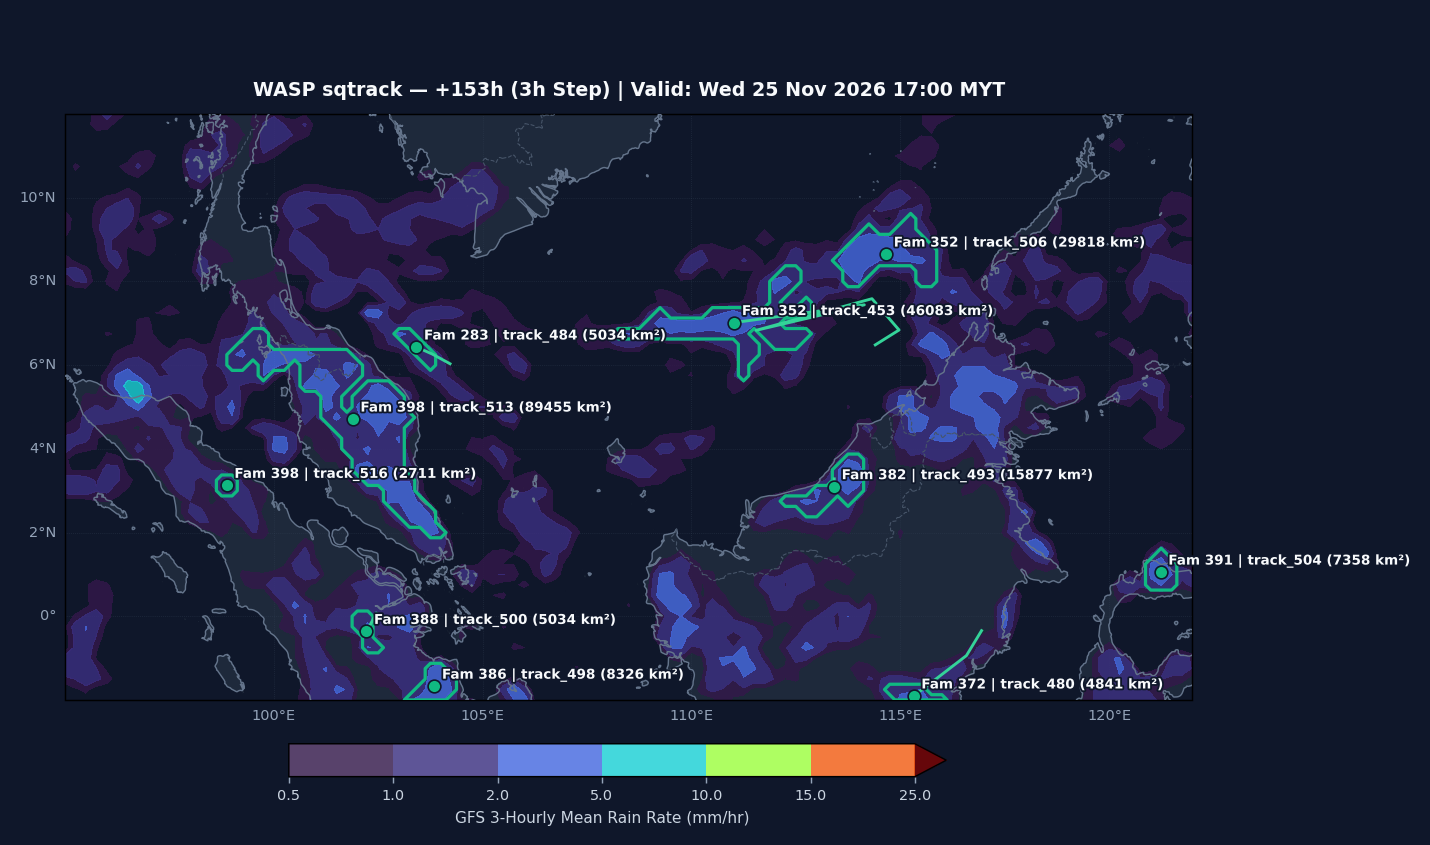 WASP sqtrack — +153h (3h Step) | Valid: Wed 25 Nov 2026 17:00 MYT
10°N
8°N
6°N
4°N
2°N
0°
Fam 352 | track_506 (29818 km²)
Fam 352 | track_453 (46083 km²)
Fam 283 | track_484 (5034 km²)
Fam 398 | track_513 (89455 km²)
Fam 398 | track_516 (2711 km²)
Fam 382 | track_493 (15877 km²)
Fam 391 | track_504 (7358 km²)
Fam 388 | track_500 (5034 km²)
Fam 386 | track_498 (8326 km²)
Fam 372 | track_480 (4841 km²)
100°E 105°E 110°E 115°E 120°E
0.5 1.0 2.0 5.0 10.0 15.0 25.0
GFS 3-Hourly Mean Rain Rate (mm/hr)